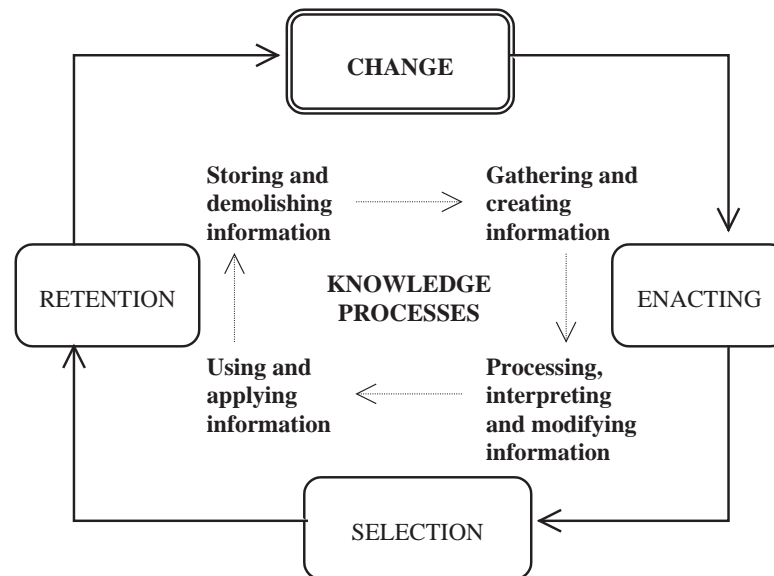 CHANGE
Storing and
demolishing
information
Gathering and
creating
information
RETENTION
KNOWLEDGE
PROCESSES
ENACTING
Using and
applying
information
Processing,
interpreting
and modifying
information
SELECTION